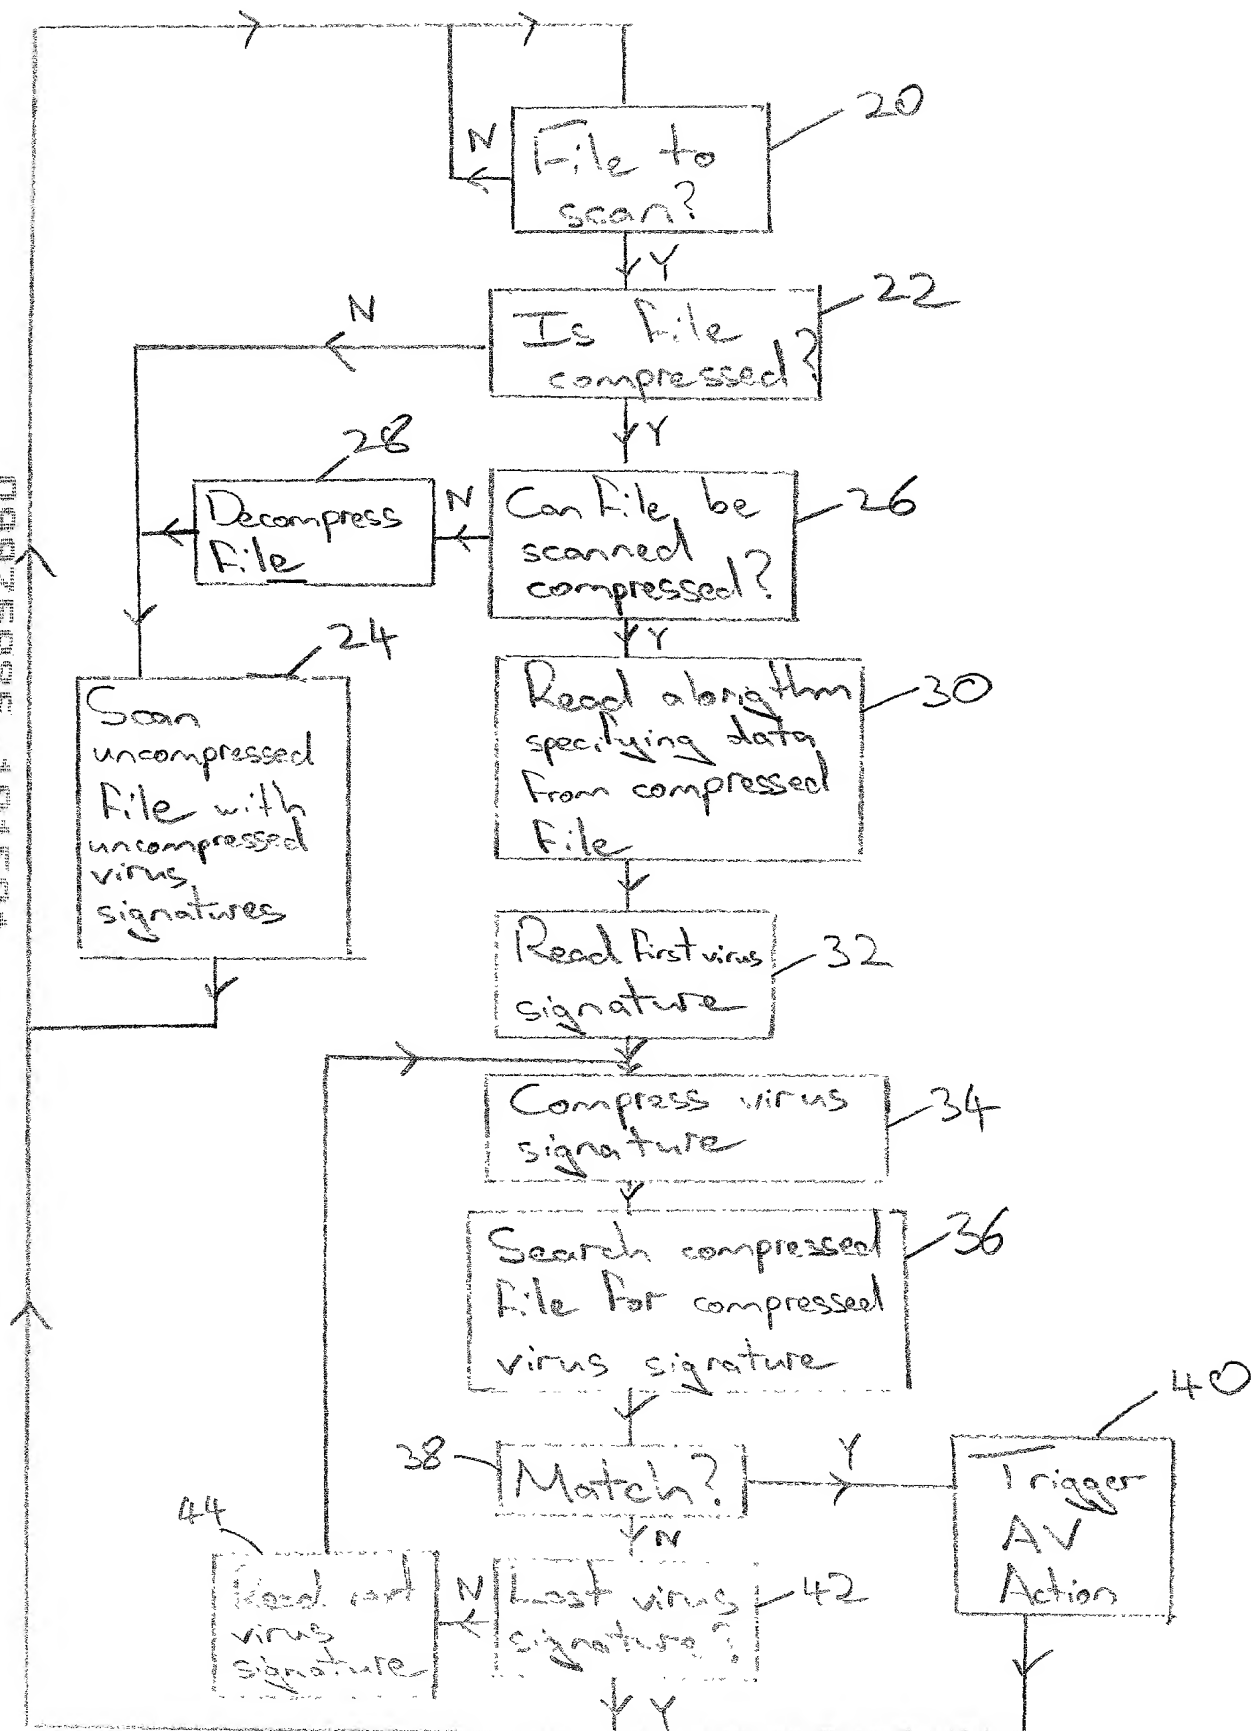 20
N
File to
scan?
Y
22
N
Is File
compressed?
Y
28
N
Decompress
File
Can File be
scanned
compressed?
26
Y
24
Scan
uncompressed
File with
uncompressed
virus
signatures
Read aborigthm
specifying data
From compressed
File
30
Read First virus
signature
32
Compress virus
signature
34
Search compressed
File For compressed
virus signature
36
38
Match?
Y
40
Trigger
AV
Action
N
44
Read next
virus
signature
N
Last virus
signature?
42
Y